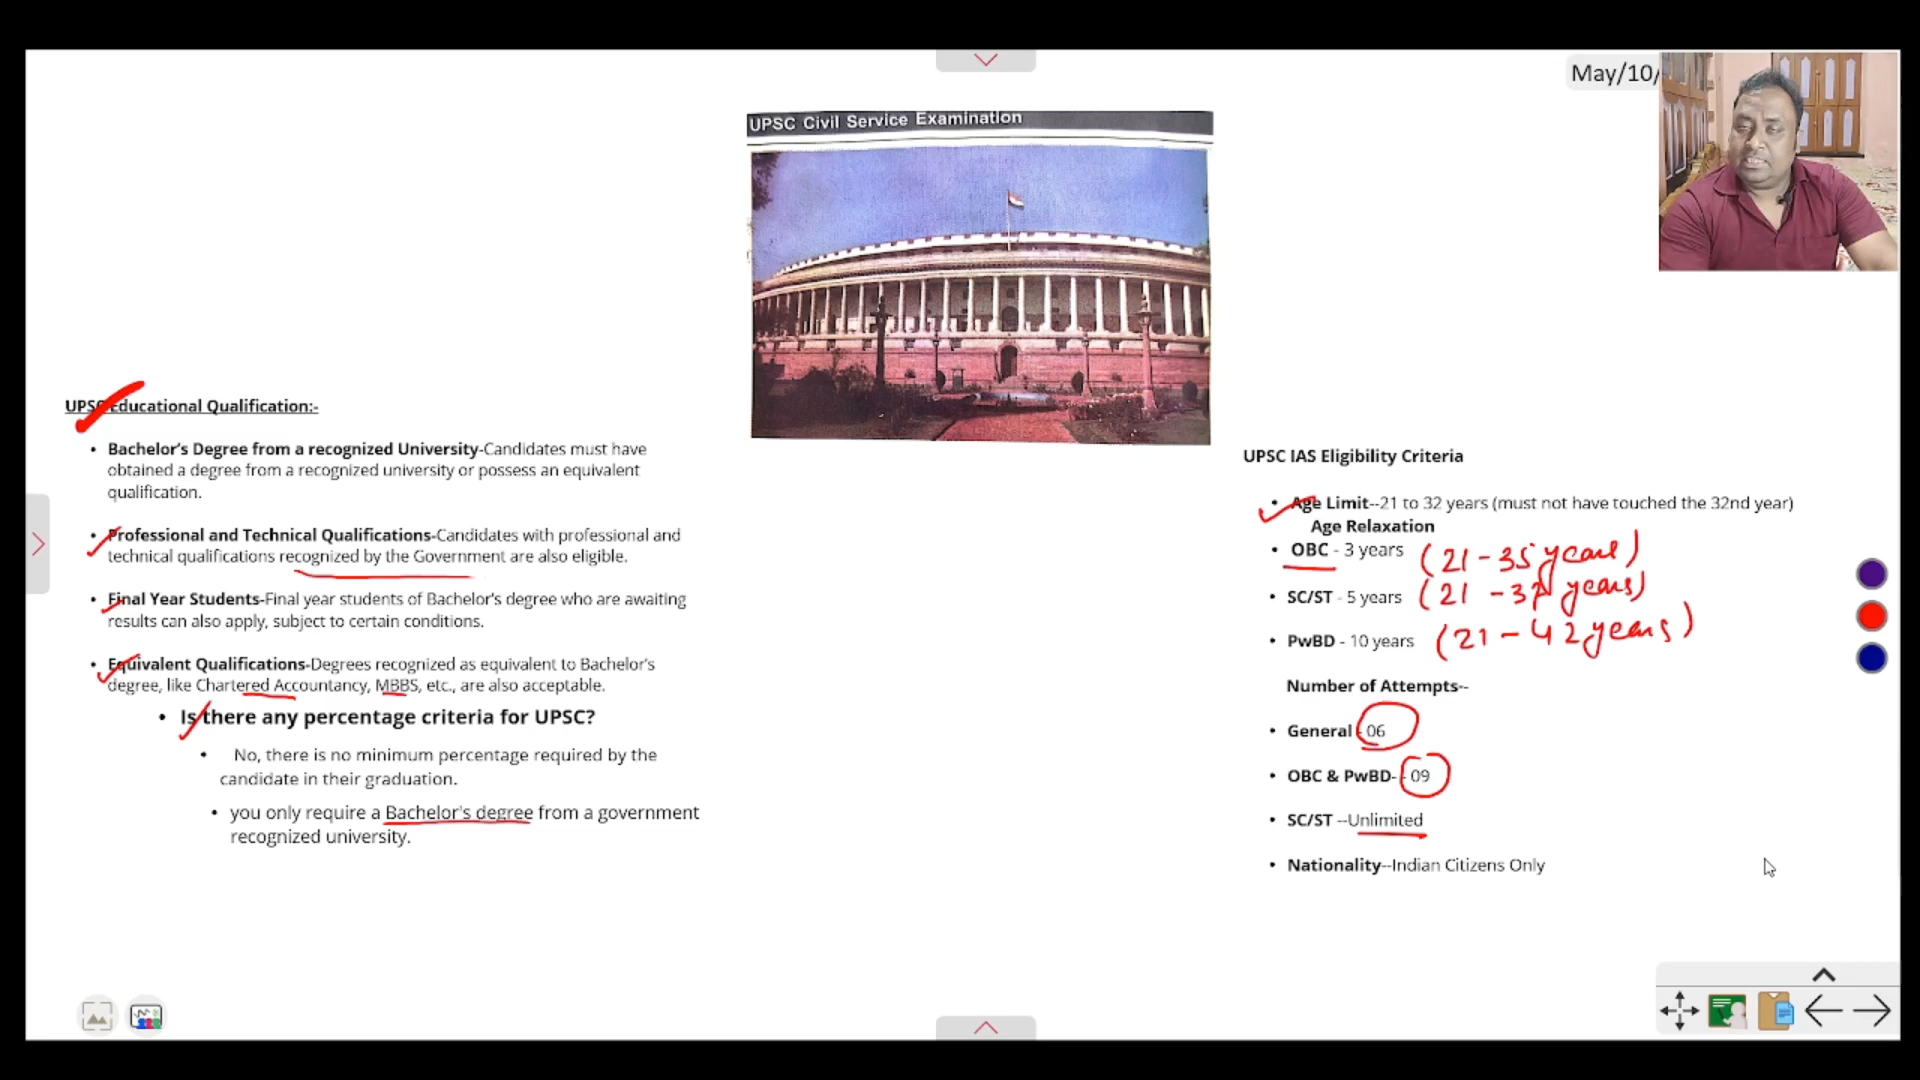 May/10/
UPSC Civil Service Examination
UPSC Educational Qualification:-
• Bachelor's Degree from a recognized University-Candidates must have
obtained a degree from a recognized university or possess an equivalent
qualification.
• Professional and Technical Qualifications-Candidates with professional and
technical qualifications recognized by the Government are also eligible.
• Final Year Students-Final year students of Bachelor's degree who are awaiting
results can also apply, subject to certain conditions.
• Equivalent Qualifications-Degrees recognized as equivalent to Bachelor's
degree, like Chartered Accountancy, MBBS, etc., are also acceptable.
• Is there any percentage criteria for UPSC?
• No, there is no minimum percentage required by the
candidate in their graduation.
• you only require a Bachelor's degree from a government
recognized university.
UPSC IAS Eligibility Criteria
• Age Limit--21 to 32 years (must not have touched the 32nd year)
Age Relaxation
• OBC - 3 years (21 - 35 years)
• SC/ST - 5 years (21 - 37 years)
• PwBD - 10 years (21 - 42 years)
Number of Attempts--
• General - 06
• OBC & PwBD-- 09
• SC/ST --Unlimited
• Nationality--Indian Citizens Only